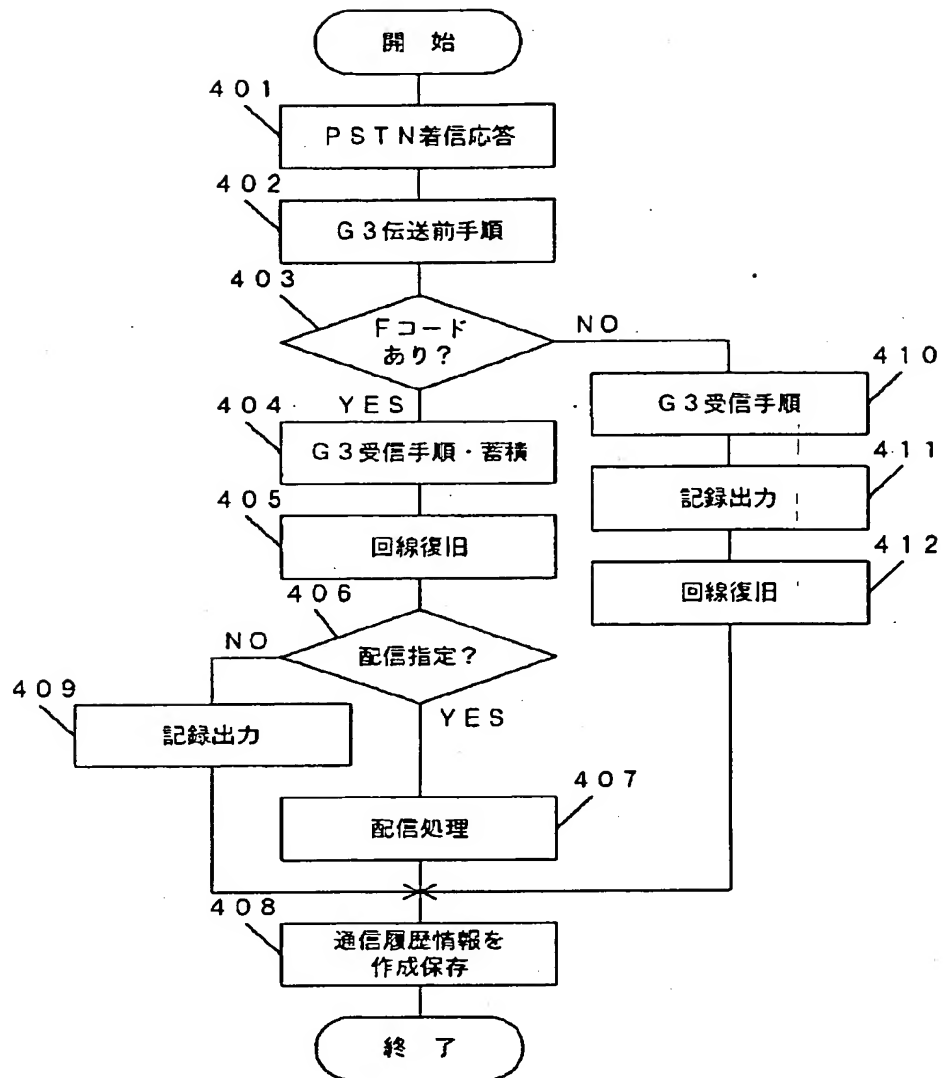 開 始
401
PSTN着信応答
402
G3伝送前手順
403
Fコード
あり?
NO
YES
410
G3受信手順
404
G3受信手順・蓄積
411
記録出力
405
回線復旧
412
回線復旧
406
配信指定?
NO
YES
409
記録出力
407
配信処理
408
通信履歴情報を
作成保存
終 了